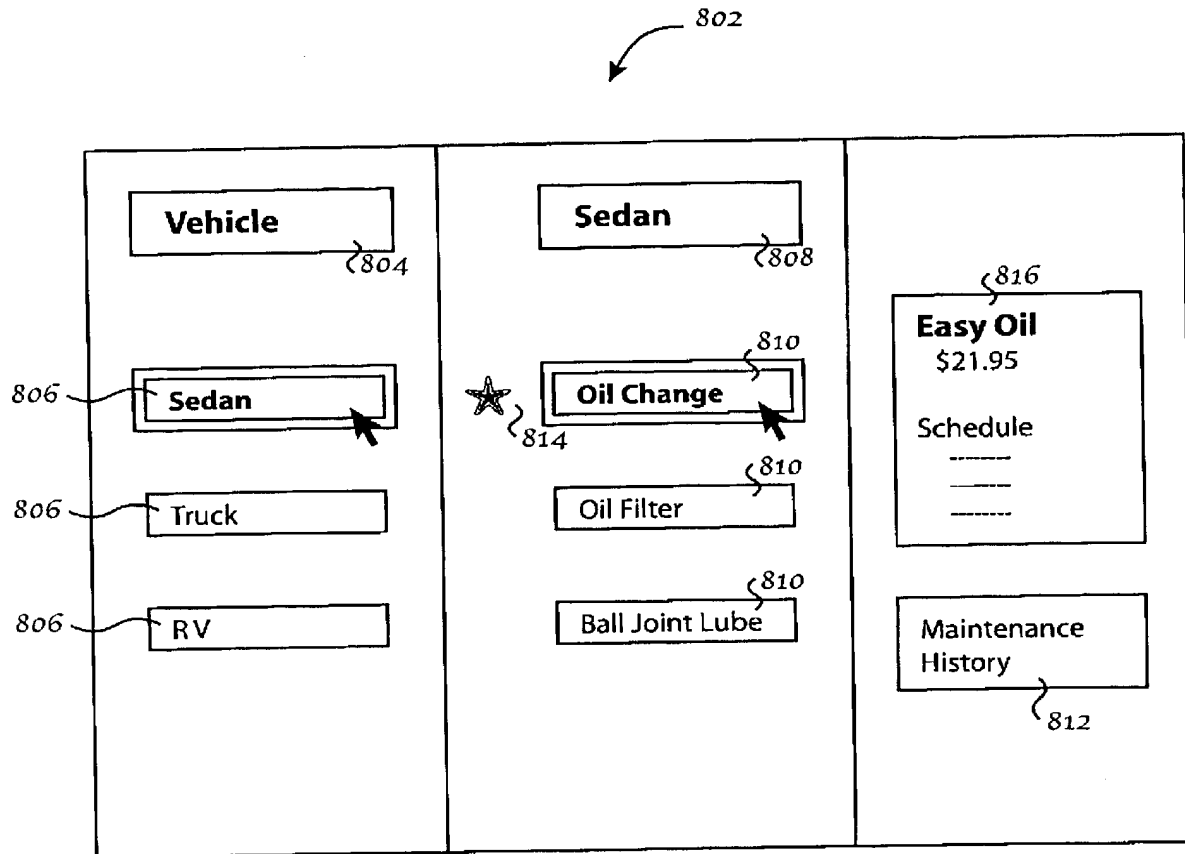 802
Vehicle
804
Sedan
808
816
Easy Oil
$21.95
Schedule
806
Sedan
814
810
Oil Change
806
Truck
810
Oil Filter
806
RV
810
Ball Joint Lube
Maintenance
History
812